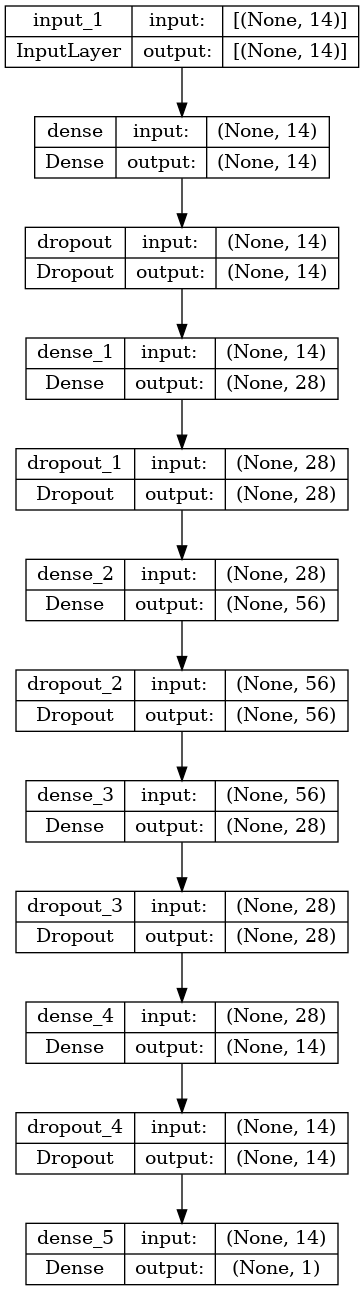 input_1 input: [(None, 14)]
InputLayer output: [(None, 14)]
dense input: (None, 14)
Dense output: (None, 14)
dropout input: (None, 14)
Dropout output: (None, 14)
dense_1 input: (None, 14)
Dense output: (None, 28)
dropout_1 input: (None, 28)
Dropout output: (None, 28)
dense_2 input: (None, 28)
Dense output: (None, 56)
dropout_2 input: (None, 56)
Dropout output: (None, 56)
dense_3 input: (None, 56)
Dense output: (None, 28)
dropout_3 input: (None, 28)
Dropout output: (None, 28)
dense_4 input: (None, 28)
Dense output: (None, 14)
dropout_4 input: (None, 14)
Dropout output: (None, 14)
dense_5 input: (None, 14)
Dense output: (None, 1)